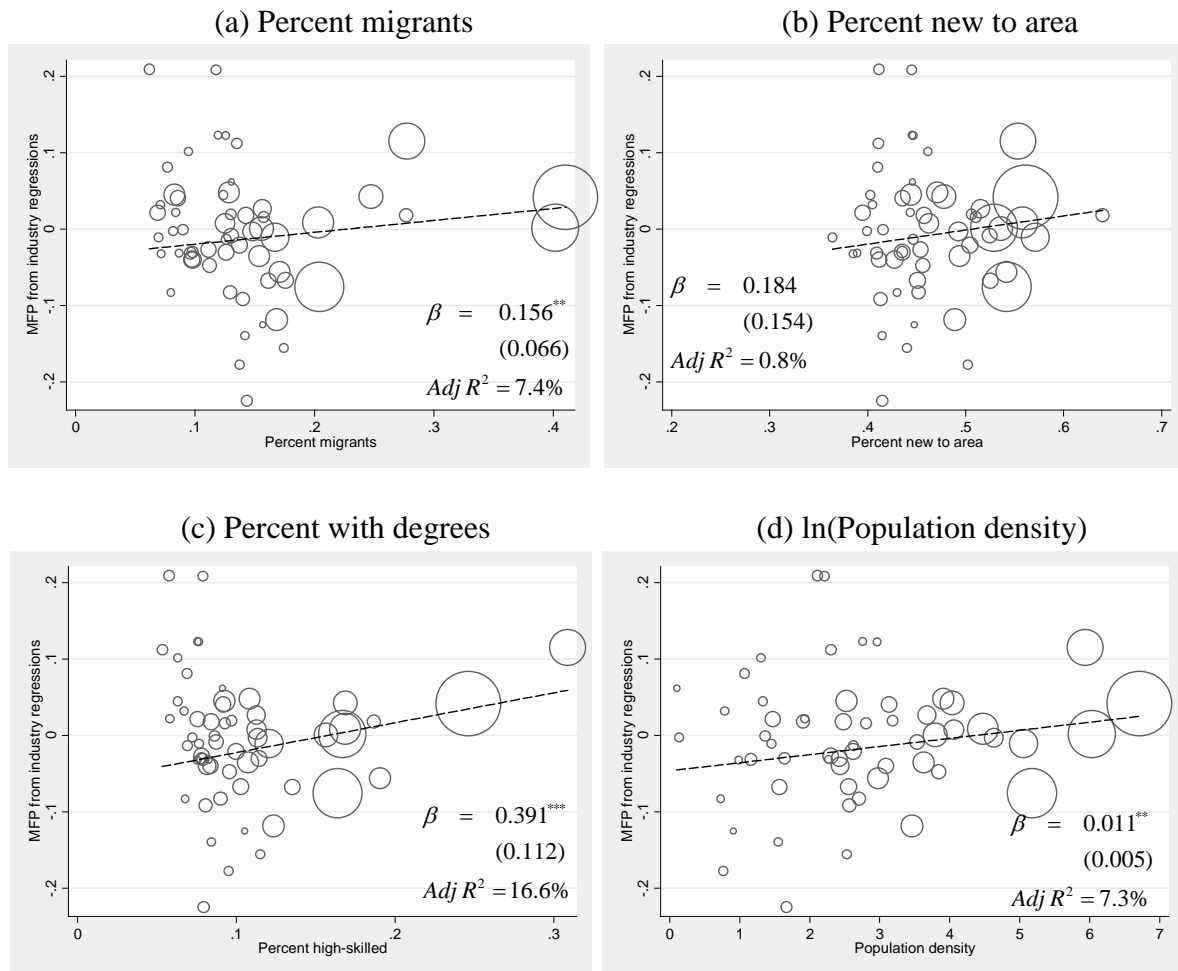 (a) Percent migrants
MFP from industry regressions
.2
.1
0
-.1
-.2
0 .1 .2 .3 .4
Percent migrants
β = 0.156**
(0.066)
Adj R² = 7.4%
(b) Percent new to area
MFP from industry regressions
.2
.1
0
-.1
-.2
.2 .3 .4 .5 .6 .7
Percent new to area
β = 0.184
(0.154)
Adj R² = 0.8%
(c) Percent with degrees
MFP from industry regressions
.2
.1
0
-.1
-.2
0 .1 .2 .3
Percent high-skilled
β = 0.391***
(0.112)
Adj R² = 16.6%
(d) ln(Population density)
MFP from industry regressions
.2
.1
0
-.1
-.2
0 1 2 3 4 5 6 7
Population density
β = 0.011**
(0.005)
Adj R² = 7.3%